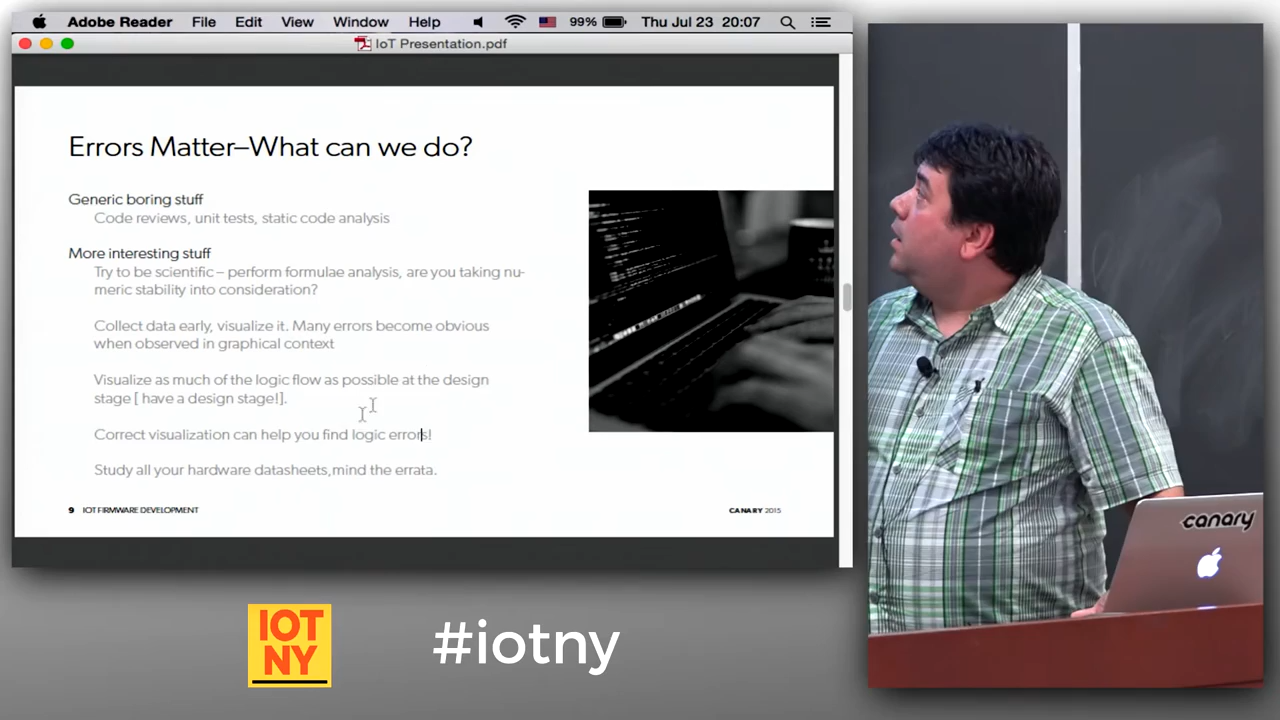 Adobe Reader File Edit View Window Help 99% Thu Jul 23 20:07
IoT Presentation.pdf
Errors Matter–What can we do?
Generic boring stuff
Code reviews, unit tests, static code analysis
More interesting stuff
Try to be scientific – perform formulae analysis, are you taking nu-
meric stability into consideration?
Collect data early, visualize it. Many errors become obvious
when observed in graphical context
Visualize as much of the logic flow as possible at the design
stage [ have a design stage!].
Correct visualization can help you find logic errors!
Study all your hardware datasheets,mind the errata.
9 IOT FIRMWARE DEVELOPMENT
CANARY 2015
canary
IOT
NY
#iotny